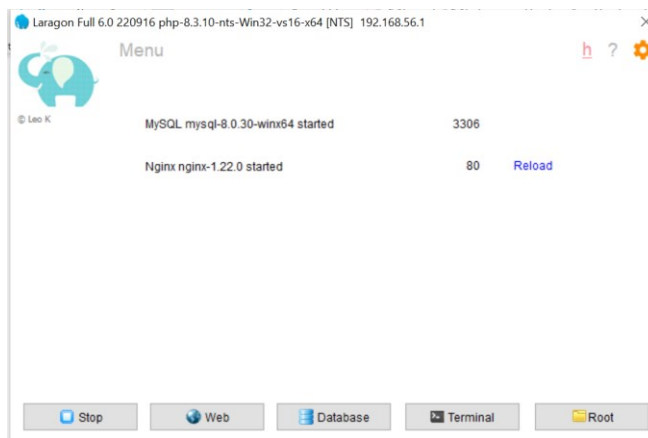 Laragon Full 6.0 220916 php-8.3.10-nts-Win32-vs16-x64 [NTS] 192.168.56.1
Menu
h ?
© Leo K
MySQL mysql-8.0.30-winx64 started 3306
Nginx nginx-1.22.0 started 80 Reload
Stop Web Database Terminal Root